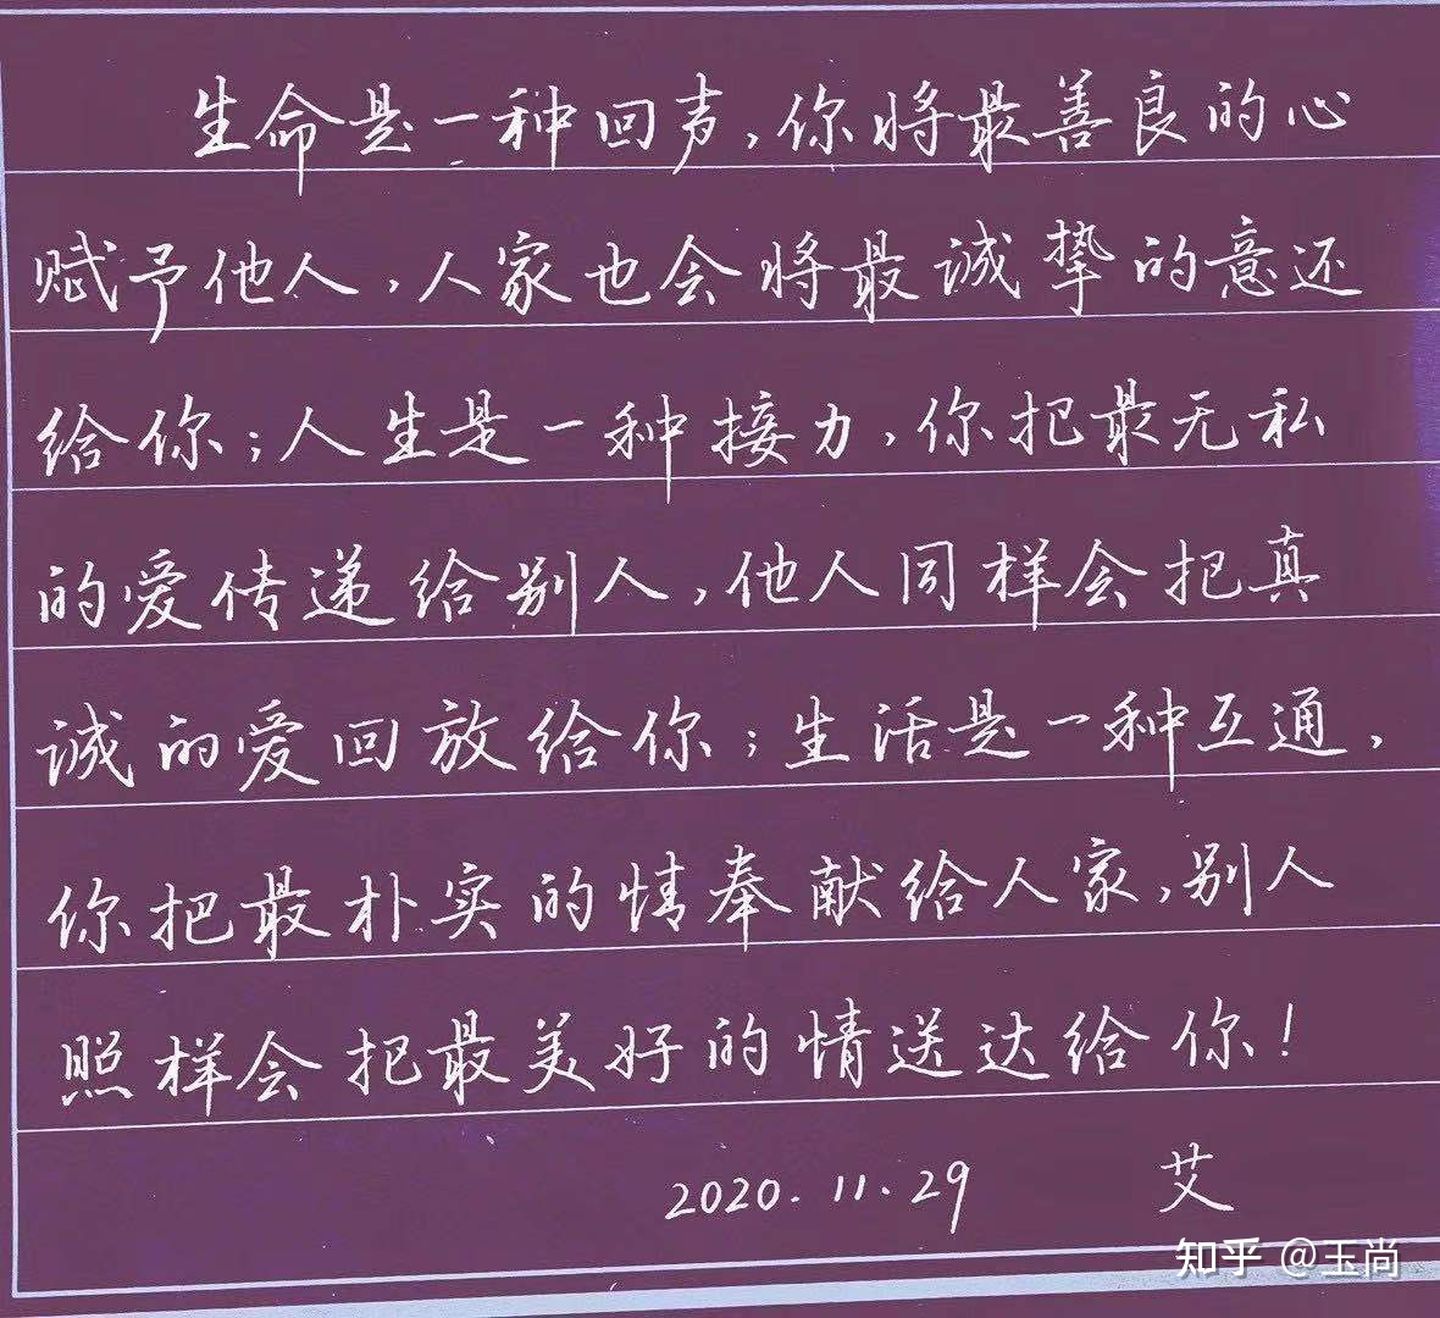 生命是一种回声,你将最善良的心
赋予他人,人家也会将最诚挚的意还
给你;人生是一种接力,你把最无私
的爱传递给别人,他人同样会把真
诚的爱回放给你;生活是一种互通,
你把最朴实的情奉献给人家,别人
照样会把最美好的情送达给你!
2020.11.29 艾
知乎 @玉尚